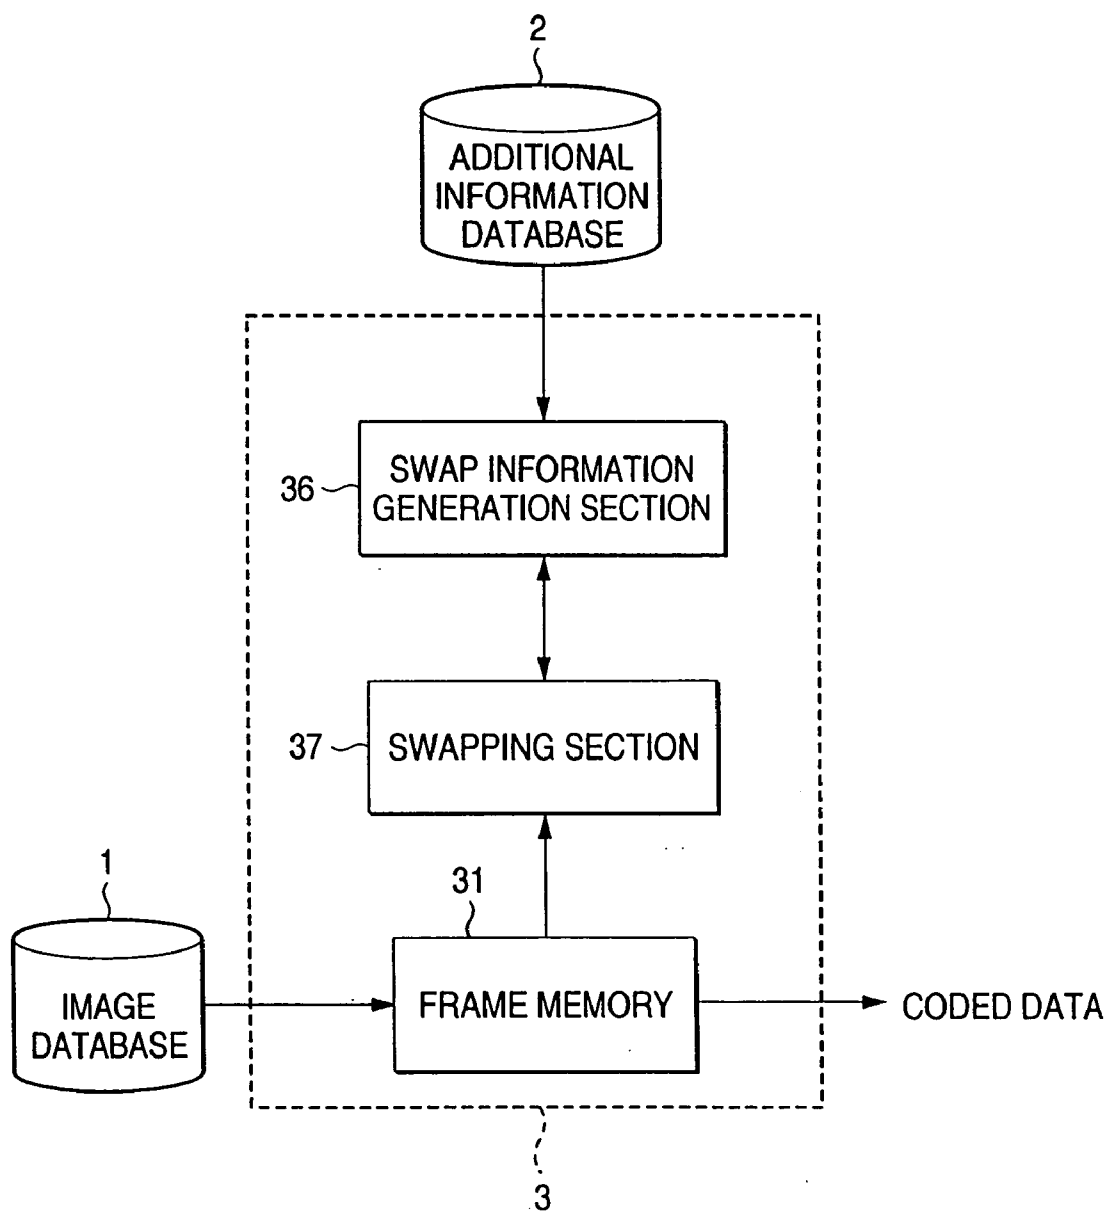 2
ADDITIONAL
INFORMATION
DATABASE
36
SWAP INFORMATION
GENERATION SECTION
37
SWAPPING SECTION
1
IMAGE
DATABASE
31
FRAME MEMORY
CODED DATA
3